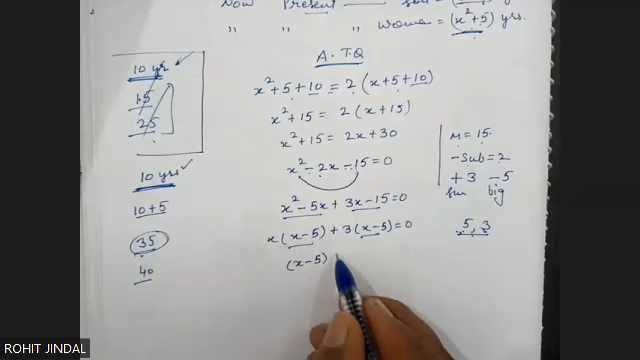 Now Present
" " woman = (x²+5) yrs.
A.T.Q
x²+5+10 = 2(x+5+10)
x²+15 = 2(x+15)
x²+15 = 2x+30
x²-2x-15=0
x²-5x+3x-15=0
x(x-5)+3(x-5)=0
(x-5)
10 yr
15
25
10 yrs
10+5
35
40
M=15
-Sub=2
+3 -5
big
5,3
ROHIT JINDAL